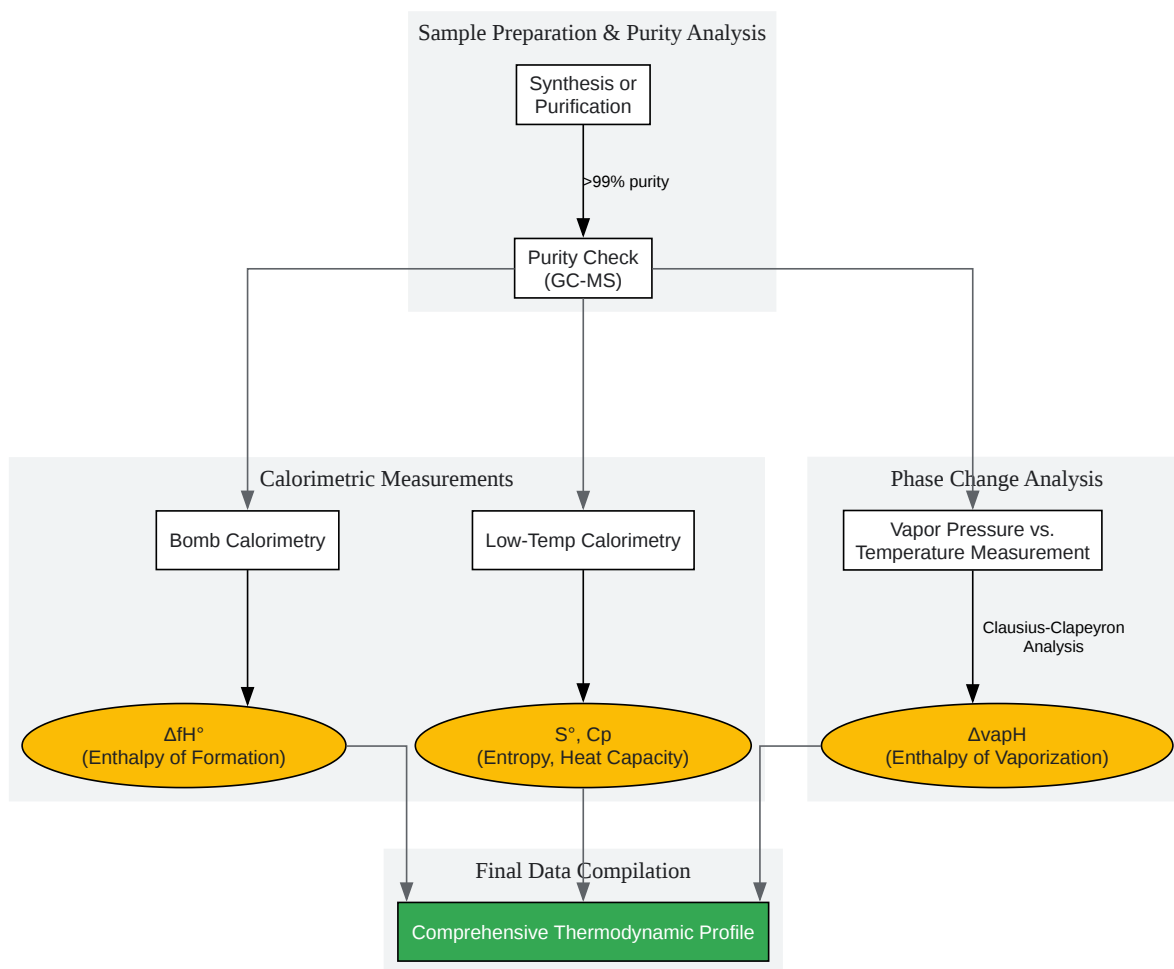 Sample Preparation & Purity Analysis
Synthesis or
Purification
>99% purity
Purity Check
(GC-MS)
Calorimetric Measurements
Phase Change Analysis
Bomb Calorimetry
Low-Temp Calorimetry
Vapor Pressure vs.
Temperature Measurement
Clausius-Clapeyron
Analysis
ΔfH°
(Enthalpy of Formation)
S°, Cp
(Entropy, Heat Capacity)
ΔvapH
(Enthalpy of Vaporization)
Final Data Compilation
Comprehensive Thermodynamic Profile